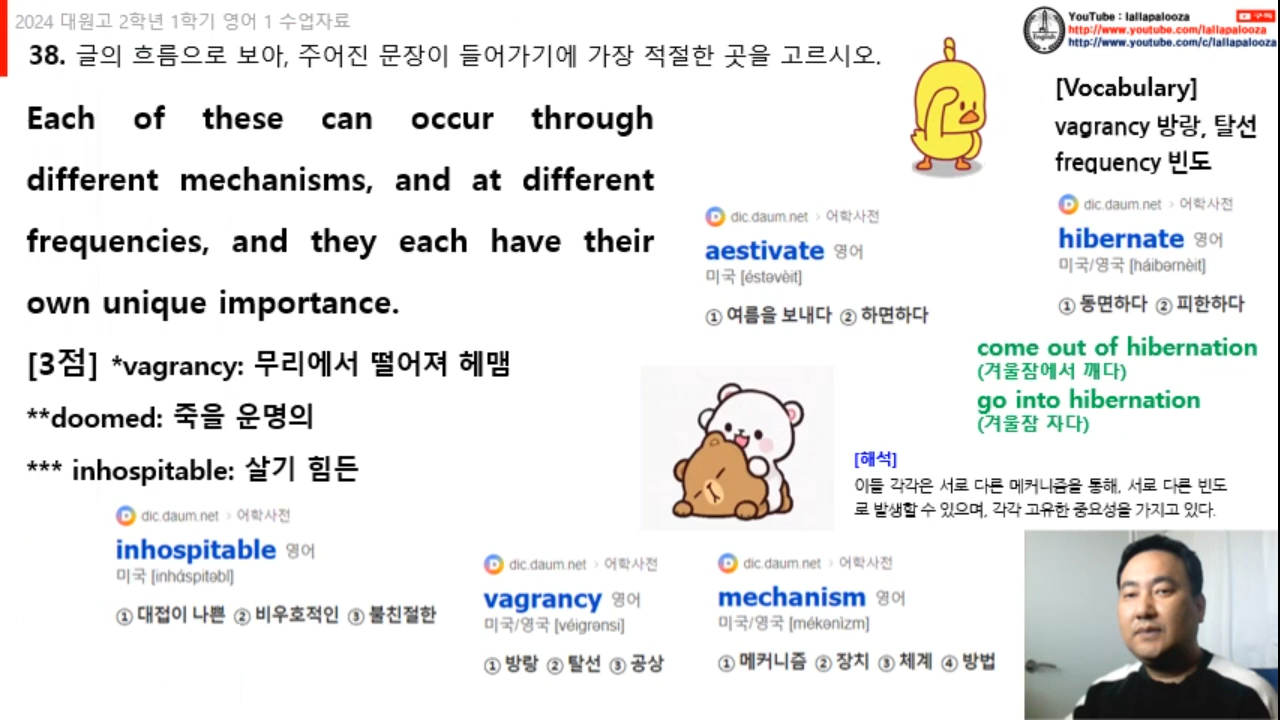 2024 대원고 2학년 1학기 영어 1 수업자료
38. 글의 흐름으로 보아, 주어진 문장이 들어가기에 가장 적절한 곳을 고르시오.
YouTube : lallapalooza
구독
http://www.youtube.com/lallapalooza
http://www.youtube.com/c/lallapalooza
Each of these can occur through
different mechanisms, and at different
frequencies, and they each have their
own unique importance.
[3점] *vagrancy: 무리에서 떨어져 헤맴
**doomed: 죽을 운명의
*** inhospitable: 살기 힘든
[Vocabulary]
vagrancy 방랑, 탈선
frequency 빈도
dic.daum.net › 어학사전
aestivate 영어
미국 [éstəvèit]
① 여름을 보내다 ② 하면하다
dic.daum.net › 어학사전
hibernate 영어
미국/영국 [háibərnèit]
① 동면하다 ② 피한하다
come out of hibernation
(겨울잠에서 깨다)
go into hibernation
(겨울잠 자다)
[해석]
이들 각각은 서로 다른 메커니즘을 통해, 서로 다른 빈도
로 발생할 수 있으며, 각각 고유한 중요성을 가지고 있다.
dic.daum.net › 어학사전
inhospitable 영어
미국 [inháspitəbl]
① 대접이 나쁜 ② 비우호적인 ③ 불친절한
dic.daum.net › 어학사전
vagrancy 영어
미국/영국 [véigrənsi]
① 방랑 ② 탈선 ③ 공상
dic.daum.net › 어학사전
mechanism 영어
미국/영국 [mékənìzm]
① 메커니즘 ② 장치 ③ 체계 ④ 방법